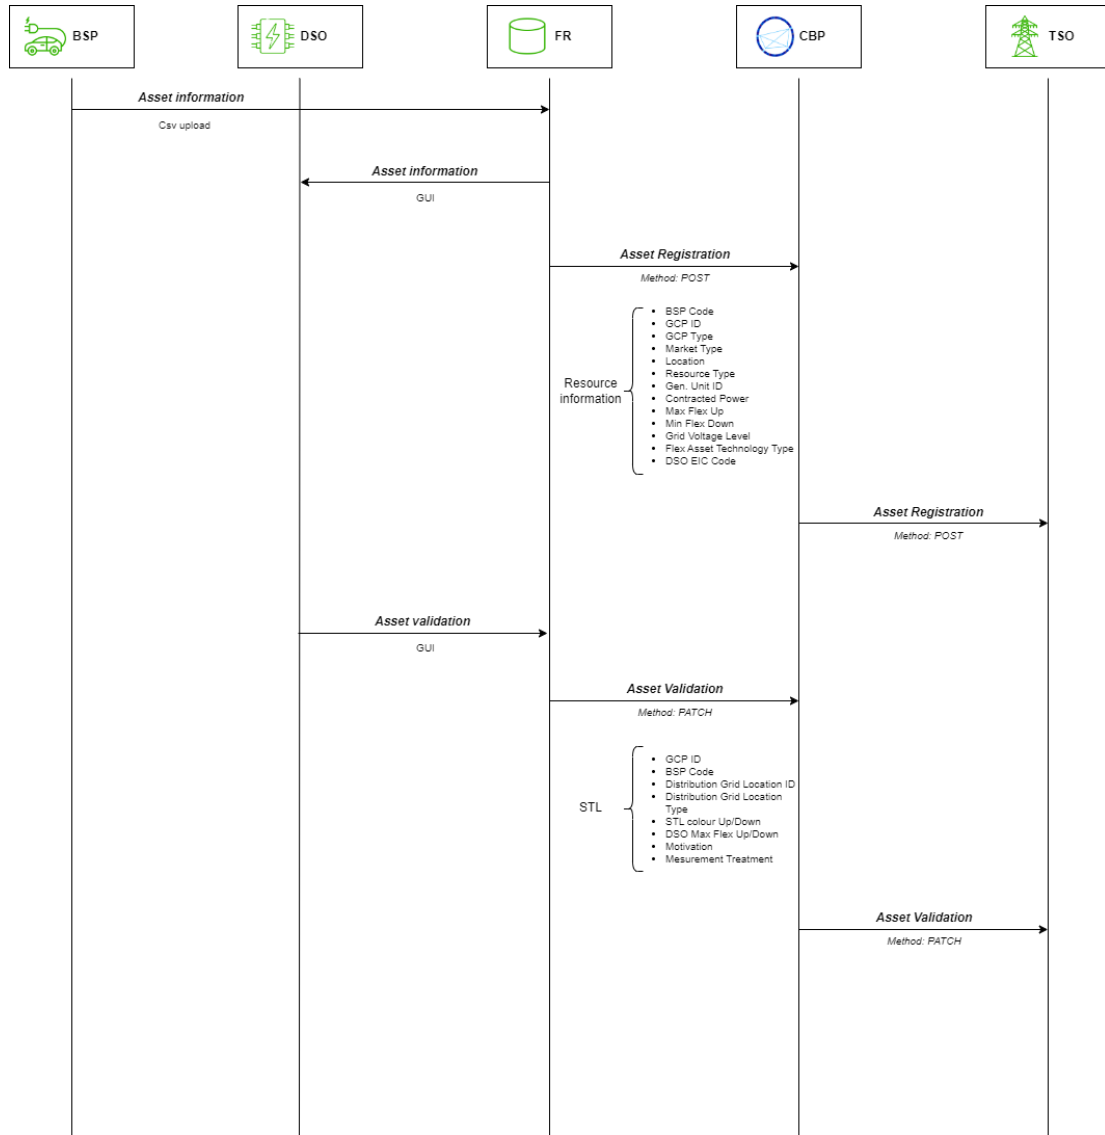 BSP
DSO
FR
CBP
TSO
Asset information
Csv upload
Asset information
GUI
Asset Registration
Method: POST
Resource
information
• BSP Code
• GCP ID
• GCP Type
• Market Type
• Location
• Resource Type
• Gen. Unit ID
• Contracted Power
• Max Flex Up
• Min Flex Down
• Grid Voltage Level
• Flex Asset Technology Type
• DSO EIC Code
Asset Registration
Method: POST
Asset validation
GUI
Asset Validation
Method: PATCH
STL
• GCP ID
• BSP Code
• Distribution Grid Location ID
• Distribution Grid Location
Type
• STL colour Up/Down
• DSO Max Flex Up/Down
• Motivation
• Mesurement Treatment
Asset Validation
Method: PATCH